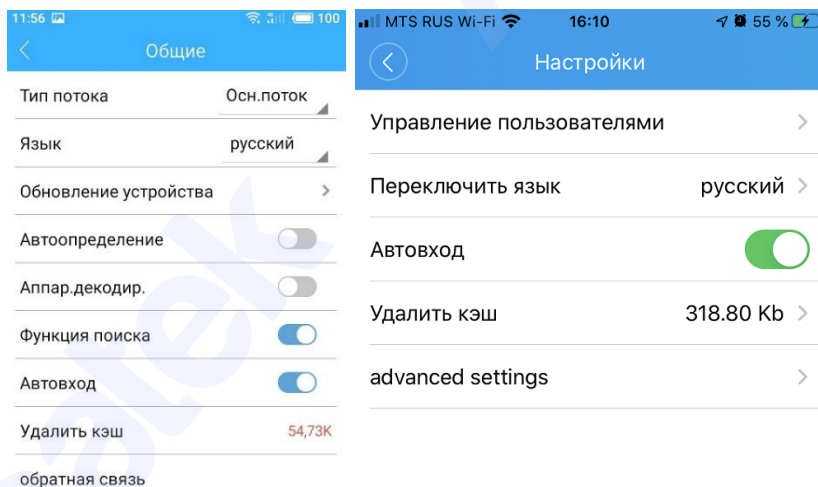 11:56 100
Общие
Тип потока Осн.поток
Язык русский
Обновление устройства
Автоопределение
Аппар.декодир.
Функция поиска
Автовход
Удалить кэш 54,73K
обратная связь
MTS RUS Wi-Fi 16:10 55 %
Настройки
Управление пользователями
Переключить язык русский
Автовход
Удалить кэш 318.80 Kb
advanced settings